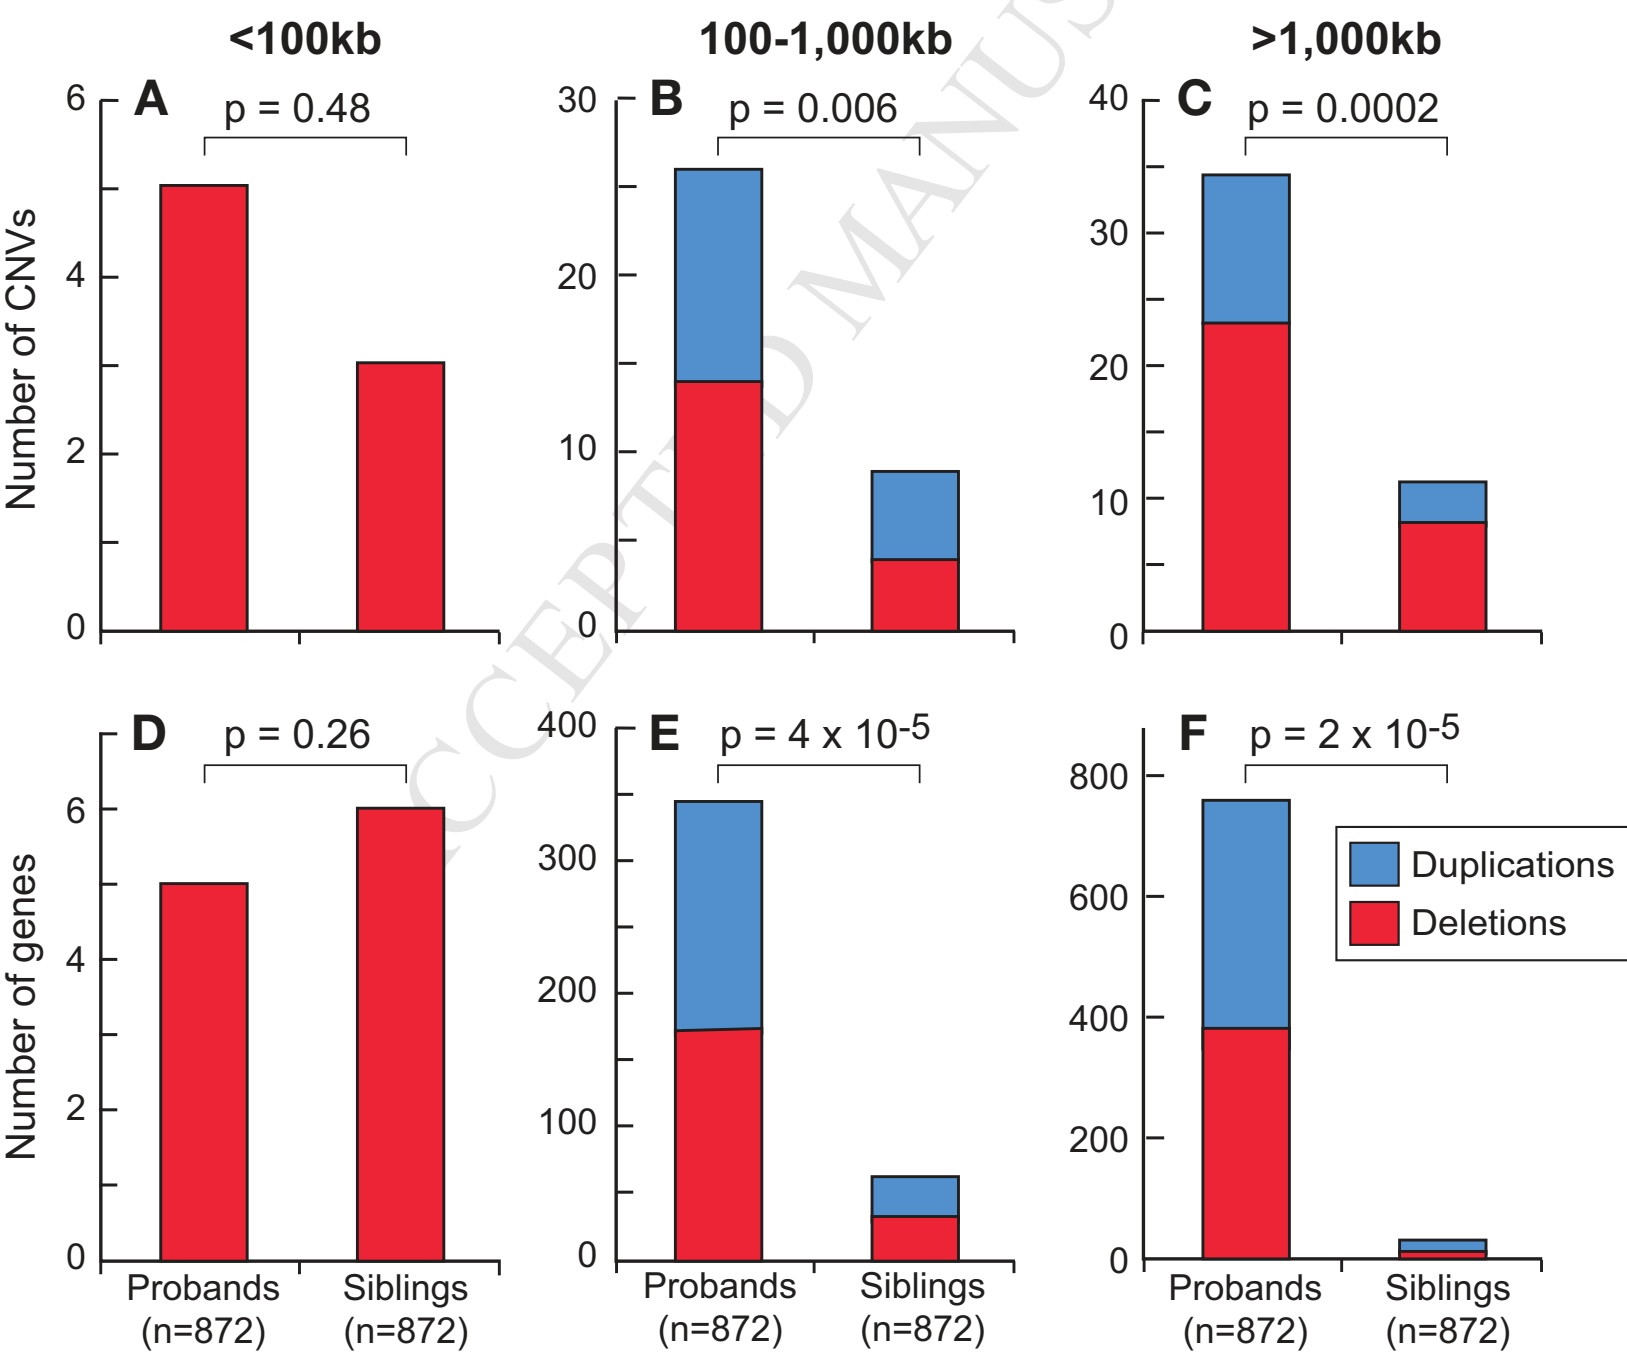 <100kb
100-1,000kb
>1,000kb
A
p = 0.48
B
p = 0.006
C
p = 0.0002
Number of CNVs
6
4
2
0
30
20
10
0
40
30
20
10
0
D
p = 0.26
E
p = 4 x 10-5
F
p = 2 x 10-5
Number of genes
6
4
2
0
400
300
200
100
0
800
600
400
200
0
Duplications
Deletions
Probands
(n=872)
Siblings
(n=872)
Probands
(n=872)
Siblings
(n=872)
Probands
(n=872)
Siblings
(n=872)